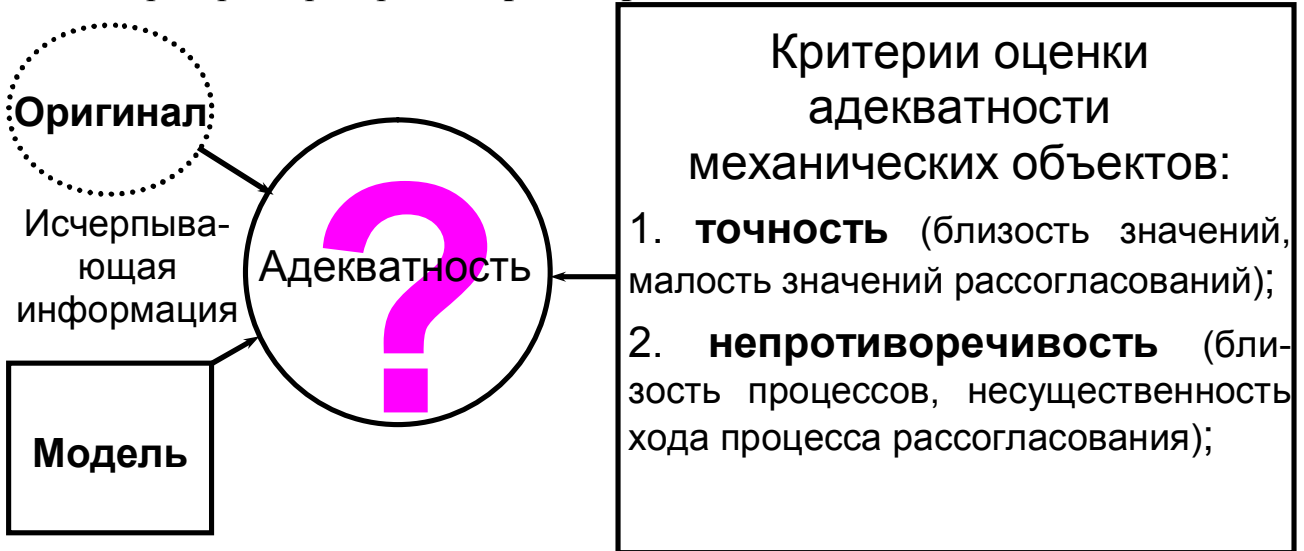 Оригинал
Исчерпыва-
ющая
информация
Модель
Адекватность
?
Критерии оценки
адекватности
механических объектов:
1. точность (близость значений,
малость значений рассогласований);
2. непротиворечивость (бли-
зость процессов, несущественность
хода процесса рассогласования);